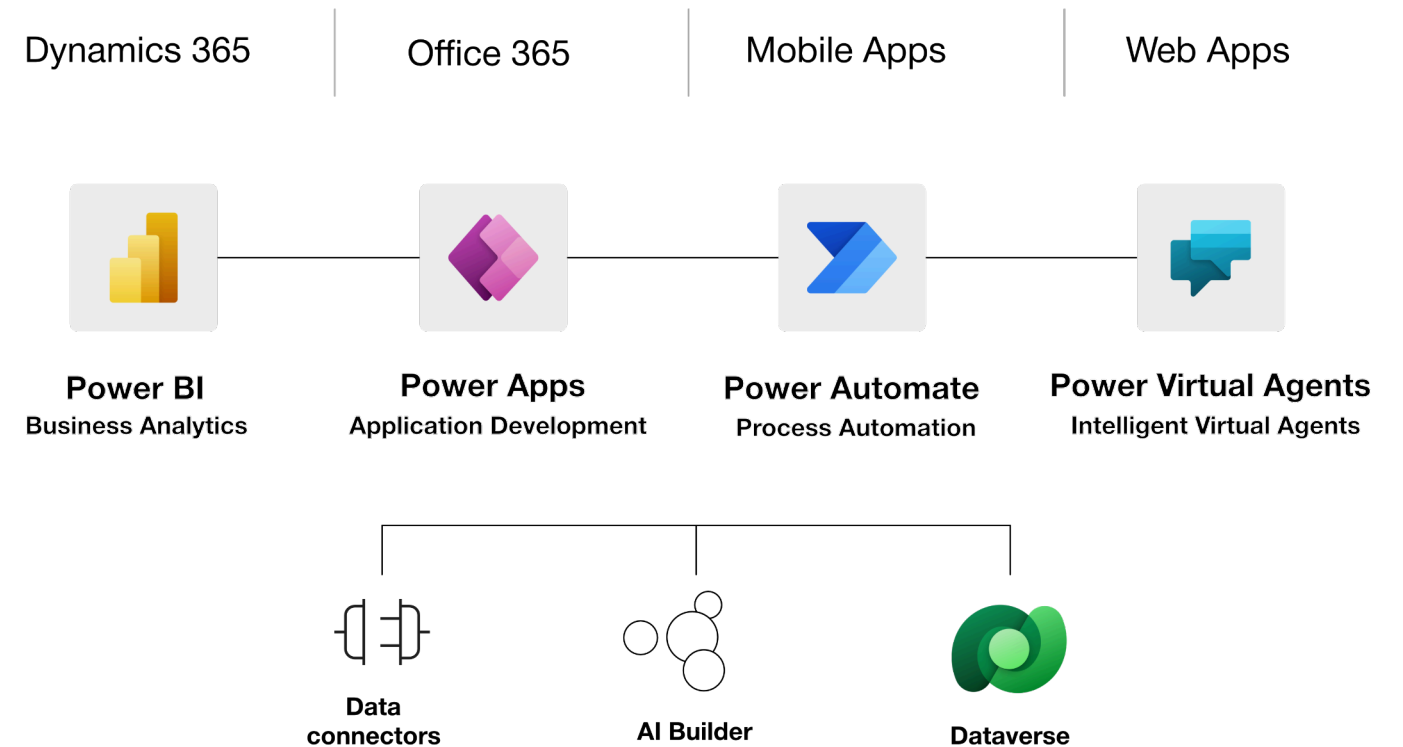 Dynamics 365
Office 365
Mobile Apps
Web Apps
Power BI
Business Analytics
Power Apps
Application Development
Power Automate
Process Automation
Power Virtual Agents
Intelligent Virtual Agents
Data
connectors
AI Builder
Dataverse